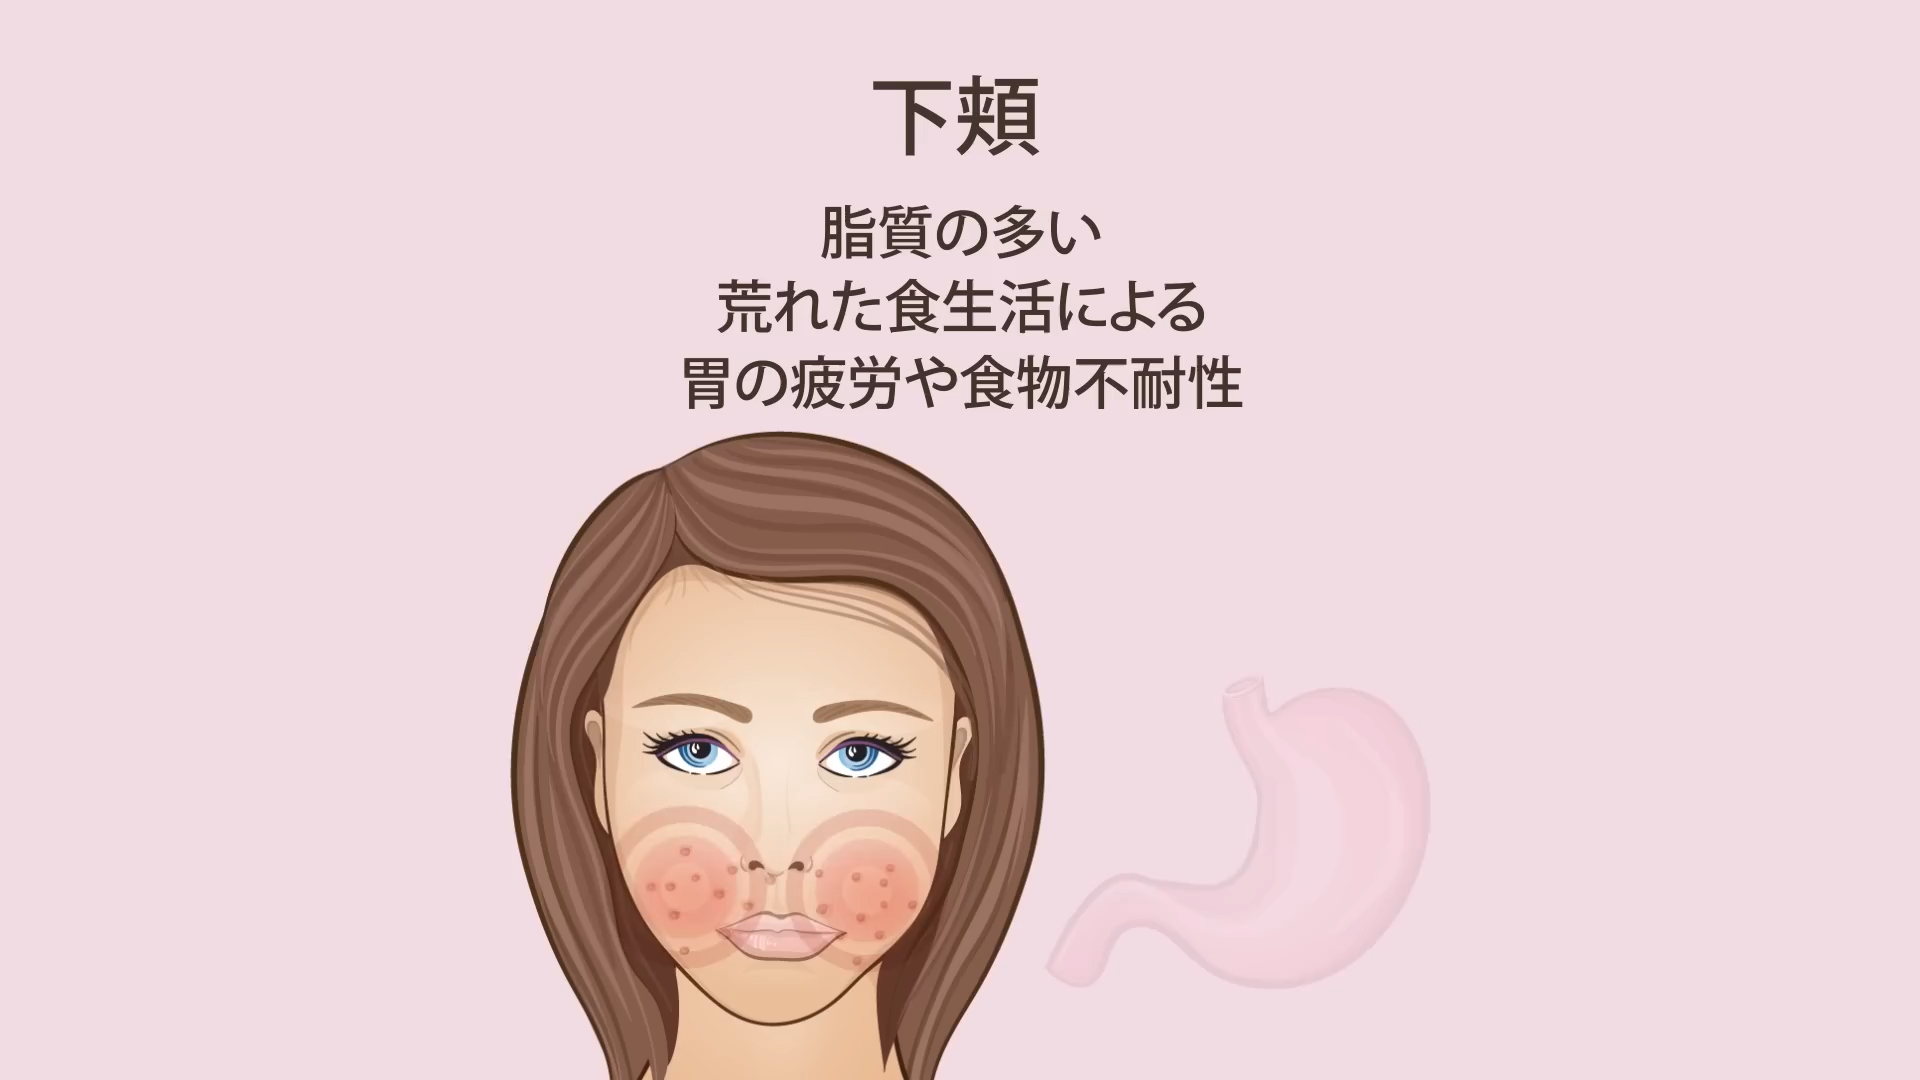 下頬
脂質の多い
荒れた食生活による
胃の疲労や食物不耐性